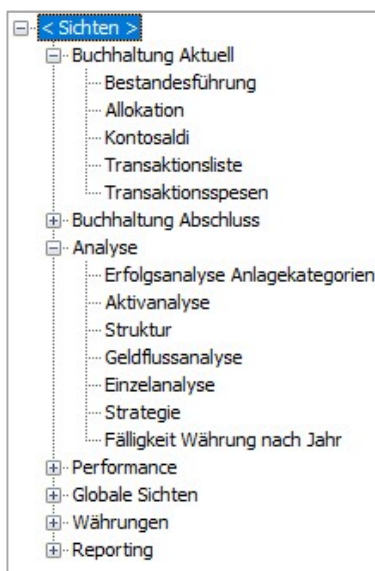 < Sichten >
Buchhaltung Aktuell
Bestandesführung
Allokation
Kontosaldi
Transaktionsliste
Transaktionsspesen
Buchhaltung Abschluss
Analyse
Erfolgsanalyse Anlagekategorien
Aktivanalyse
Struktur
Geldflussanalyse
Einzelanalyse
Strategie
Fälligkeit Währung nach Jahr
Performance
Globale Sichten
Währungen
Reporting